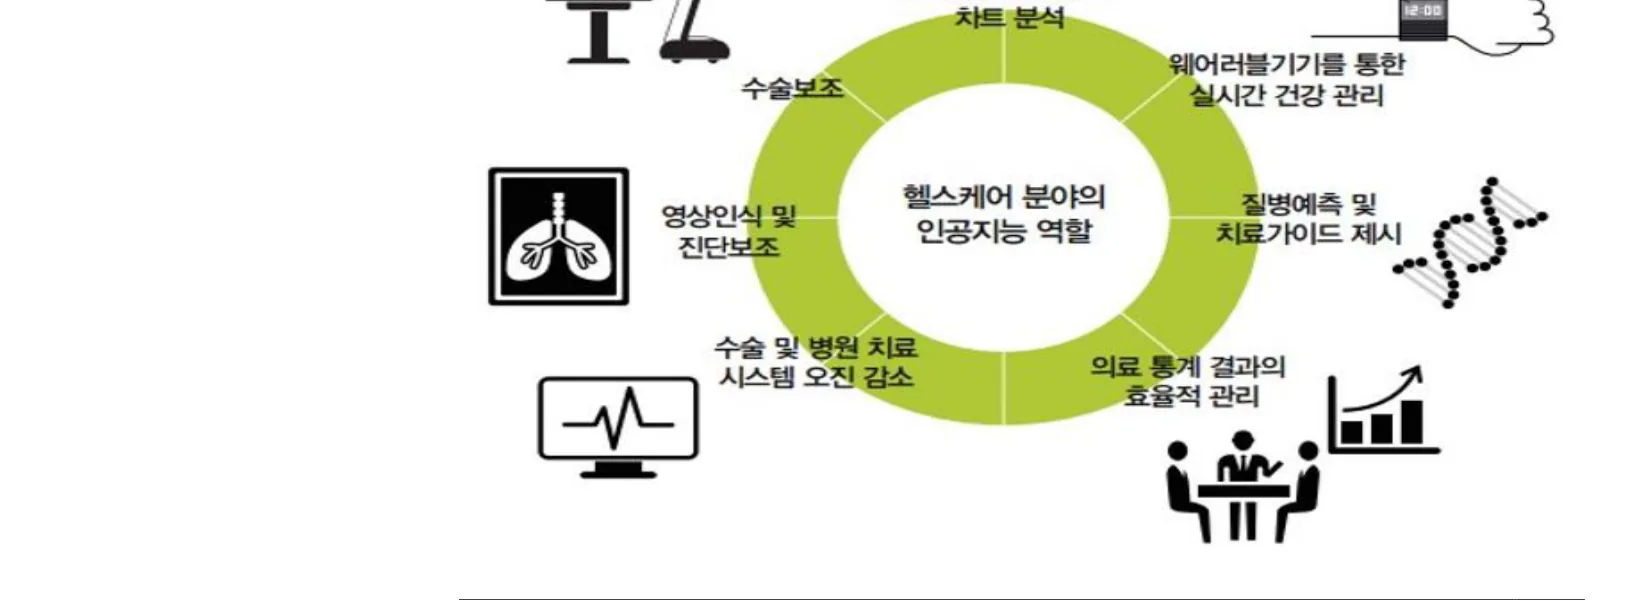 차트 분석
12:00
웨어러블기기를 통한
실시간 건강 관리
수술보조
헬스케어 분야의
인공지능 역할
영상인식 및
진단보조
질병예측 및
치료가이드 제시
수술 및 병원 치료
시스템 오진 감소
의료 통계 결과의
효율적 관리